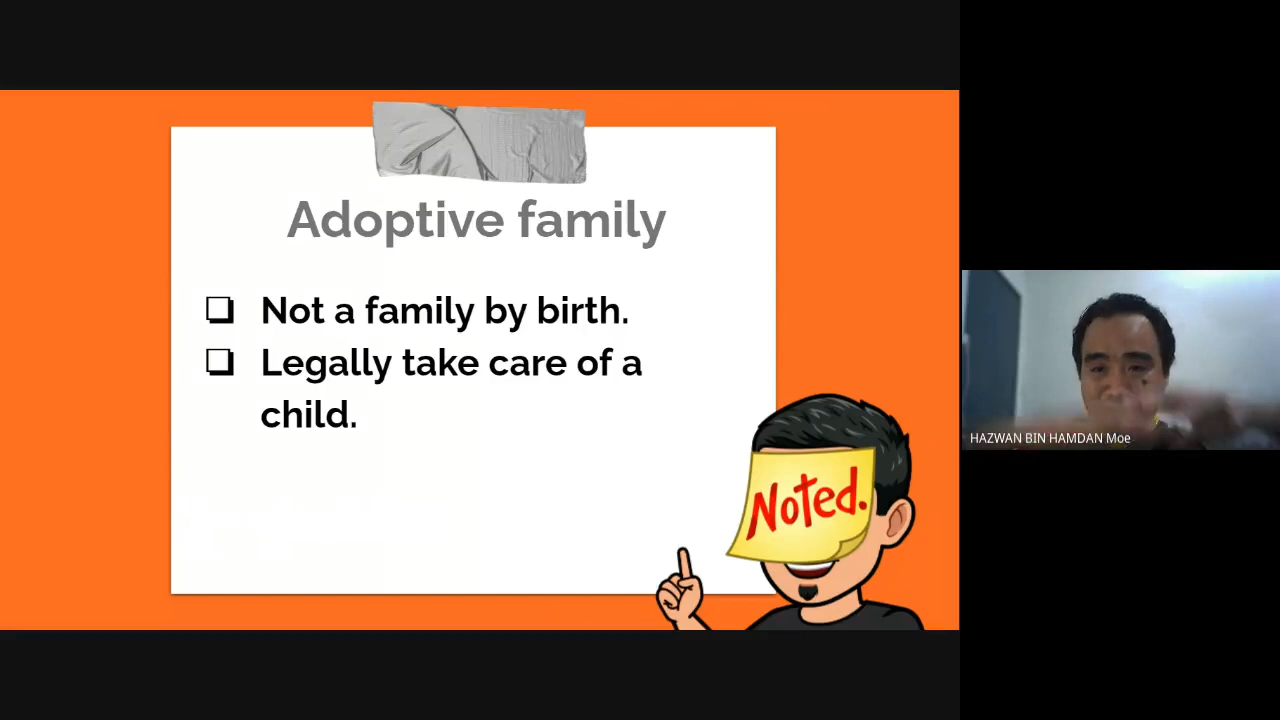 Adoptive family
❏ Not a family by birth.
❏ Legally take care of a
child.
Noted.
HAZWAN BIN HAMDAN Moe